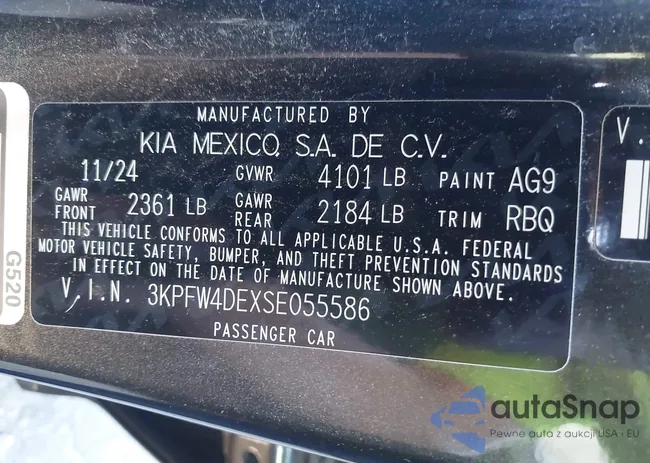 MANUFACTURED BY
KIA MEXICO, S.A. DE C.V.
11/24 GVWR 4101 LB PAINT AG9
GAWR FRONT 2361 LB GAWR REAR 2184 LB TRIM RBQ
THIS VEHICLE CONFORMS TO ALL APPLICABLE U.S.A. FEDERAL
MOTOR VEHICLE SAFETY, BUMPER, AND THEFT PREVENTION STANDARDS
IN EFFECT ON THE DATE OF MANUFACTURE SHOWN ABOVE.
V.I.N. 3KPFW4DEXSE055586
PASSENGER CAR
G520
V.
autaSnap
Pewne auta z aukcji USA - EU